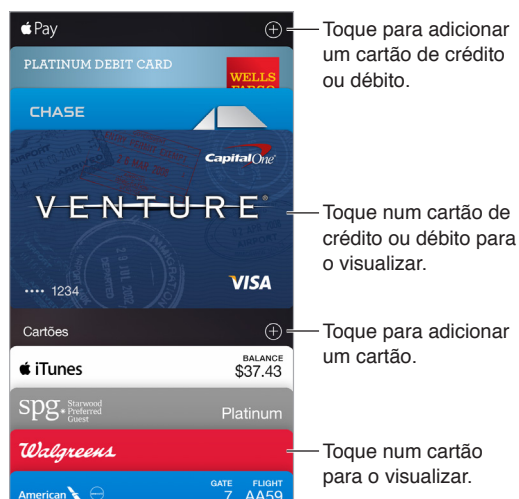 Pay
Toque para adicionar
um cartão de crédito
ou débito.
PLATINUM DEBIT CARD
WELLS
FARGO
CHASE
CapitalOne®
VENTURE®
Toque num cartão de
crédito ou débito para
o visualizar.
•••• 1234
VISA
Cartões
Toque para adicionar
um cartão.
iTunes
BALANCE
$37.43
spg. Starwood
Preferred
Guest
Platinum
Walgreens
Toque num cartão
para o visualizar.
American
GATE FLIGHT
7 AA59